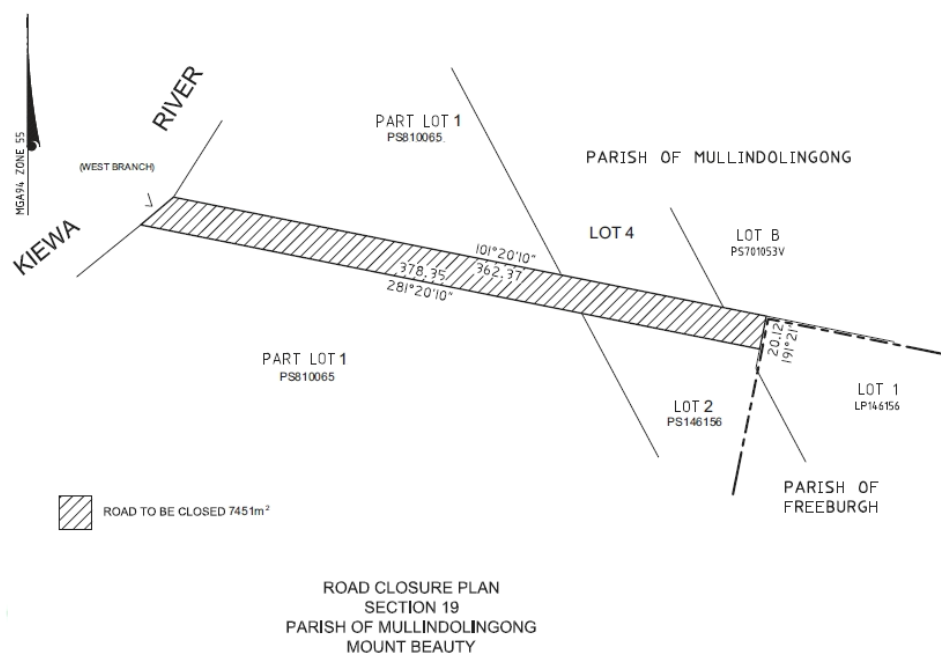 MGA94 ZONE 55
RIVER
(WEST BRANCH)
KIEWA
PART LOT 1
PS810065
PARISH OF MULLINDOLINGONG
LOT 4
LOT B
PS701053V
101°20'10"
362.37
378.35
281°20'10"
20.12
191°21'
PART LOT 1
PS810065
LOT 2
PS146156
LOT 1
LP146156
PARISH OF
FREEBURGH
ROAD TO BE CLOSED 7451m²
ROAD CLOSURE PLAN
SECTION 19
PARISH OF MULLINDOLINGONG
MOUNT BEAUTY